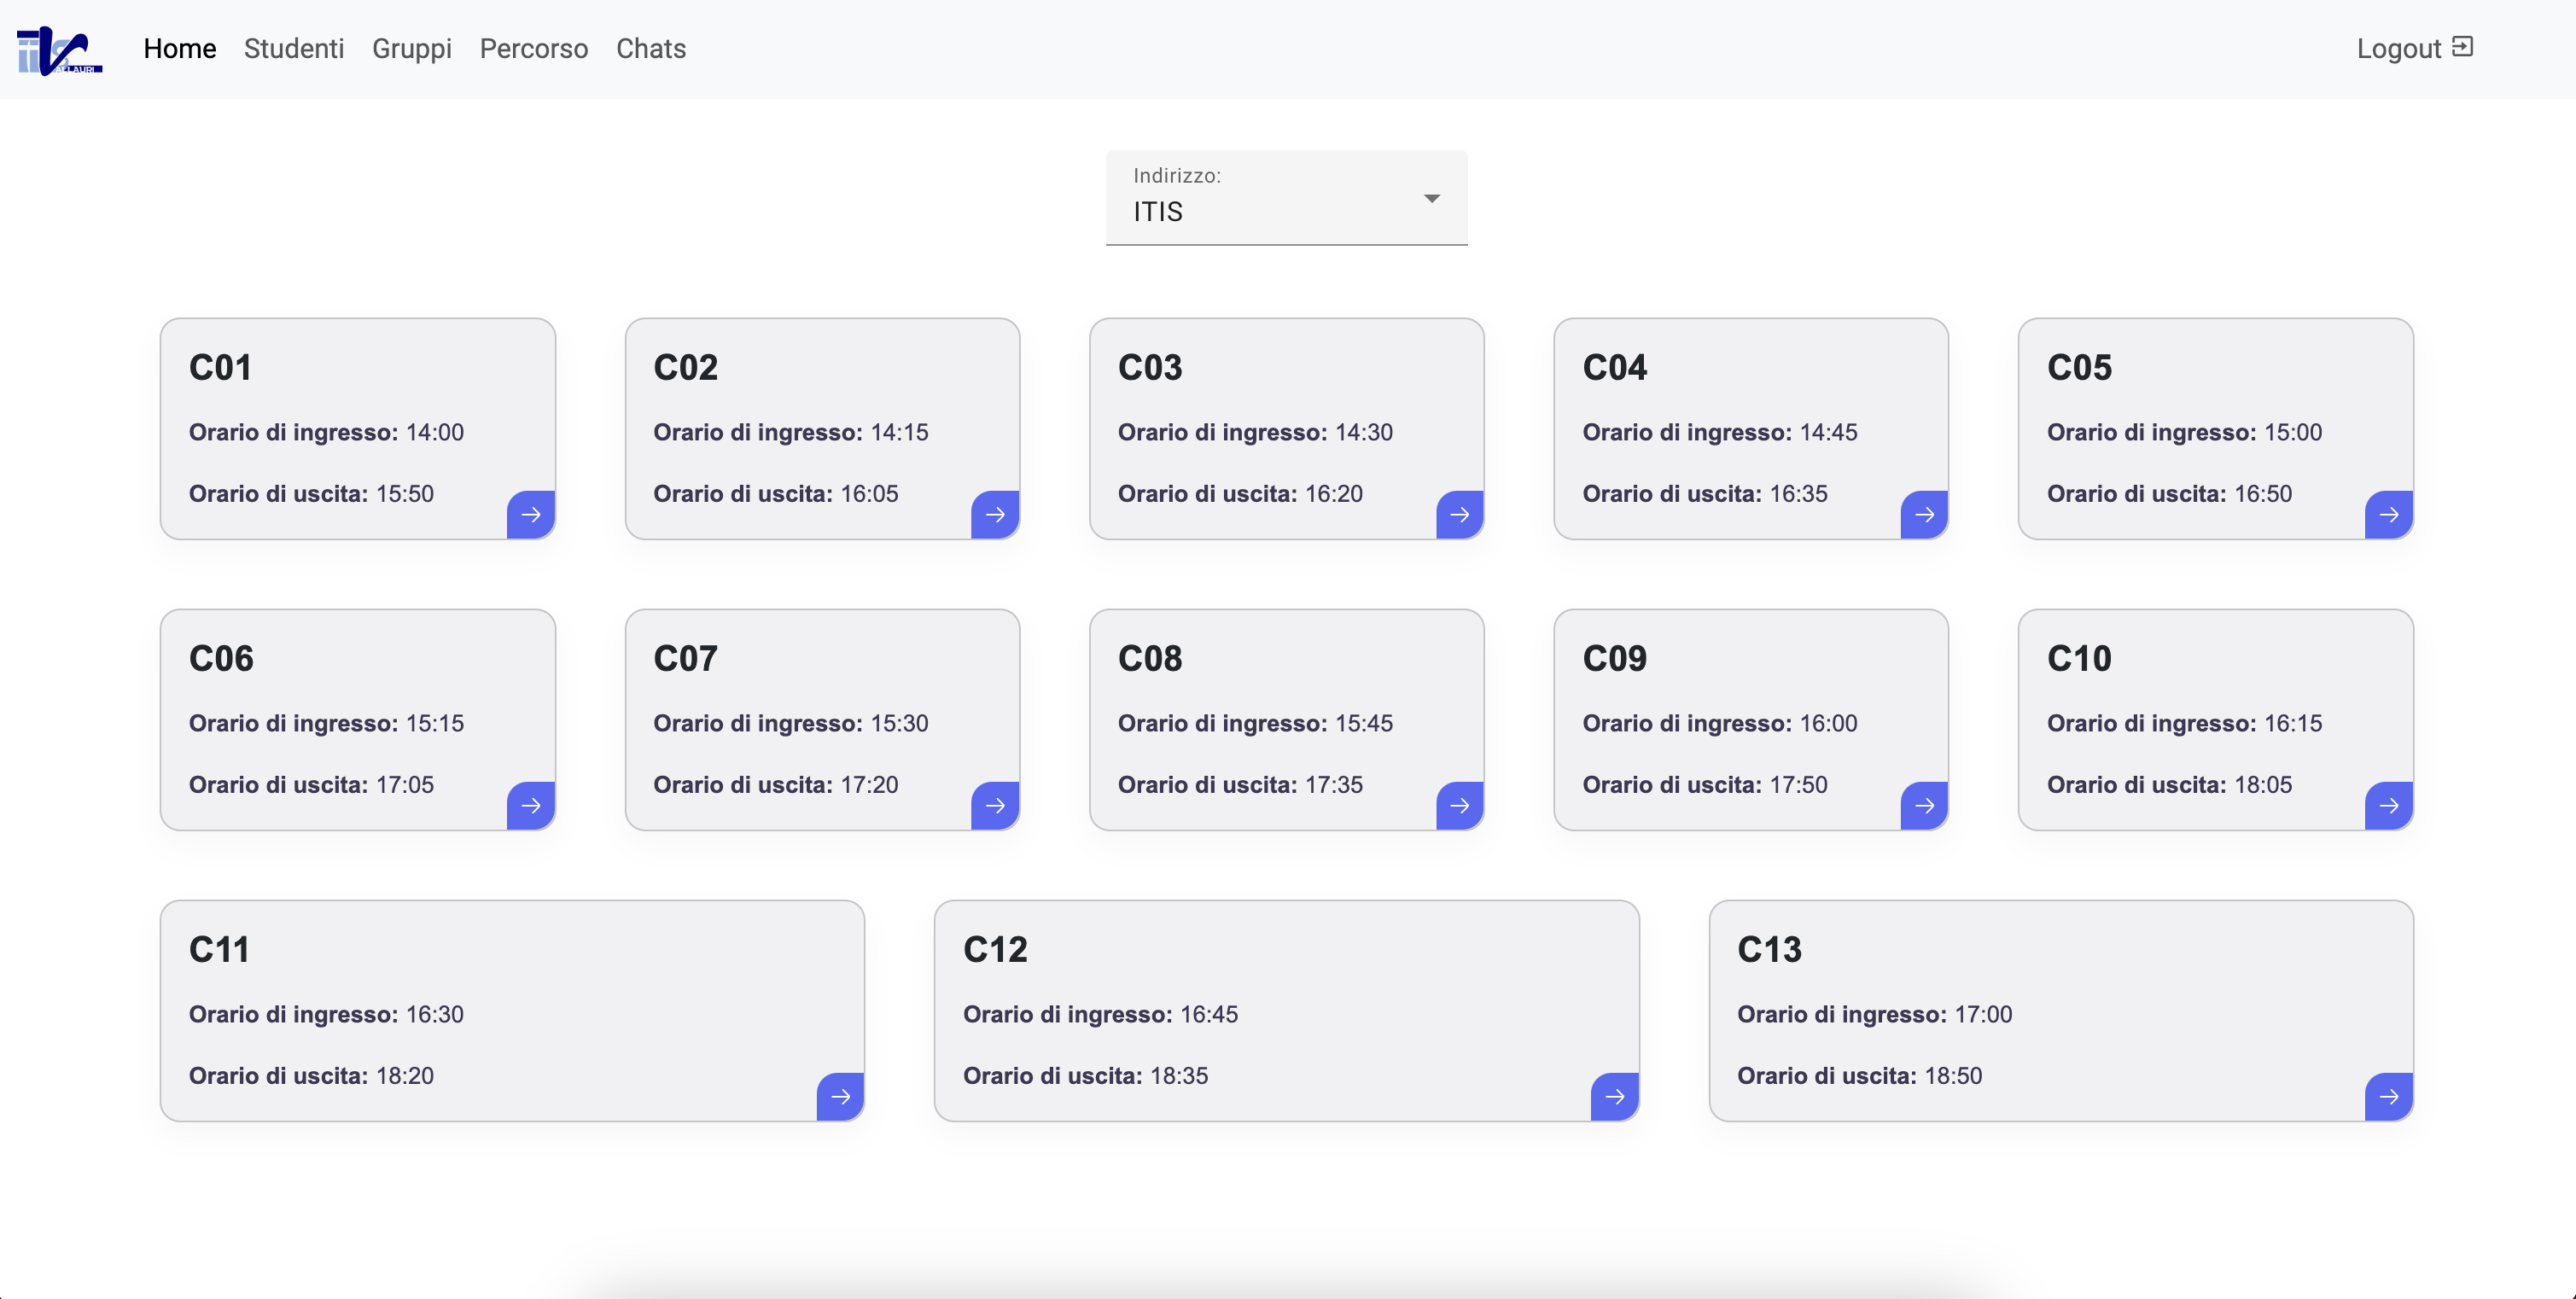 itis VALLAURI
Home Studenti Gruppi Percorso Chats Logout
Indirizzo:
ITIS
C01 C02 C03 C04 C05
Orario di ingresso: 14:00 Orario di ingresso: 14:15 Orario di ingresso: 14:30 Orario di ingresso: 14:45 Orario di ingresso: 15:00
Orario di uscita: 15:50 Orario di uscita: 16:05 Orario di uscita: 16:20 Orario di uscita: 16:35 Orario di uscita: 16:50
C06 C07 C08 C09 C10
Orario di ingresso: 15:15 Orario di ingresso: 15:30 Orario di ingresso: 15:45 Orario di ingresso: 16:00 Orario di ingresso: 16:15
Orario di uscita: 17:05 Orario di uscita: 17:20 Orario di uscita: 17:35 Orario di uscita: 17:50 Orario di uscita: 18:05
C11 C12 C13
Orario di ingresso: 16:30 Orario di ingresso: 16:45 Orario di ingresso: 17:00
Orario di uscita: 18:20 Orario di uscita: 18:35 Orario di uscita: 18:50